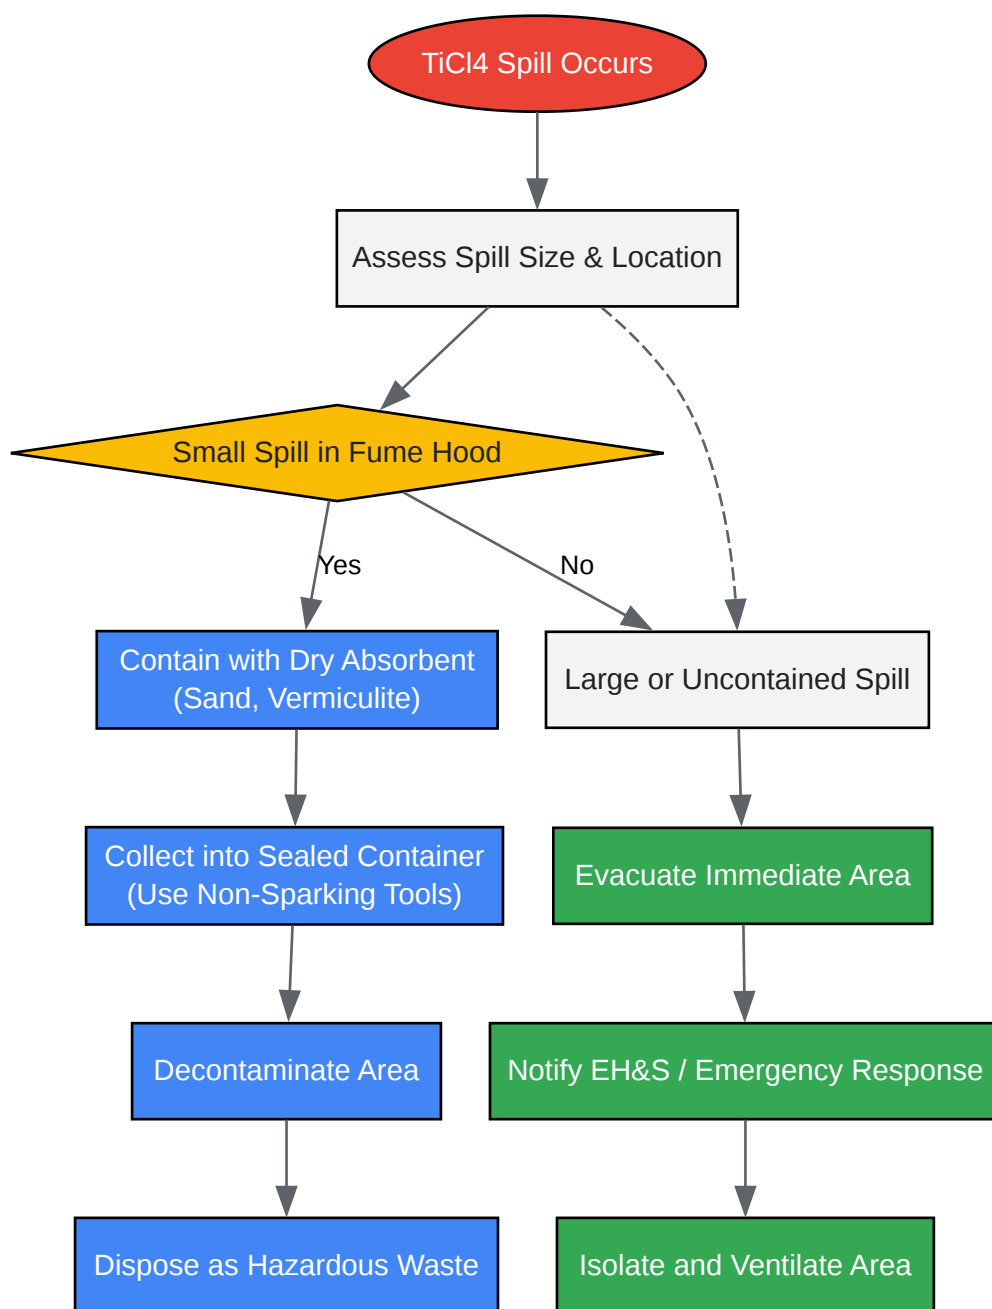 TiCl4 Spill Occurs
Assess Spill Size & Location
Small Spill in Fume Hood
Yes
No
Contain with Dry Absorbent
(Sand, Vermiculite)
Large or Uncontained Spill
Collect into Sealed Container
(Use Non-Sparking Tools)
Evacuate Immediate Area
Decontaminate Area
Notify EH&S / Emergency Response
Dispose as Hazardous Waste
Isolate and Ventilate Area